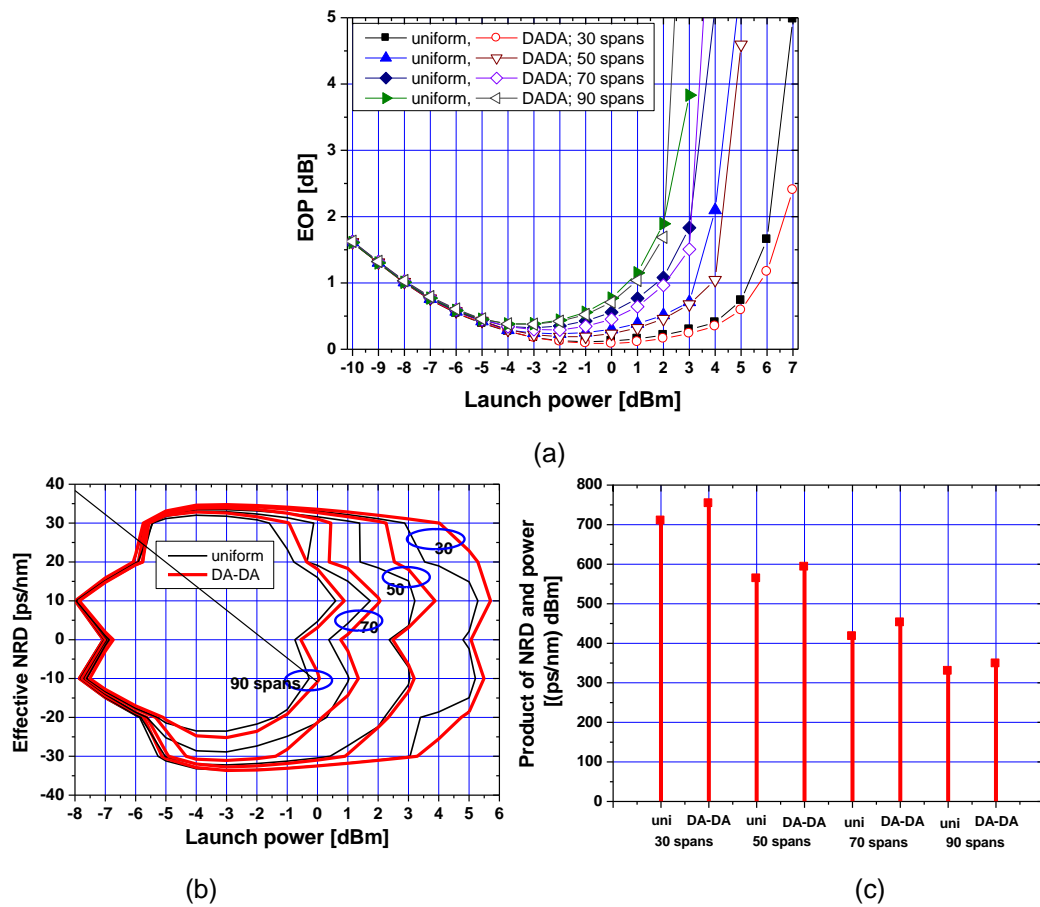 5
4
3
2
1
0
EOP [dB]
uniform, DADA; 30 spans
uniform, DADA; 50 spans
uniform, DADA; 70 spans
uniform, DADA; 90 spans
-10 -9 -8 -7 -6 -5 -4 -3 -2 -1 0 1 2 3 4 5 6 7
Launch power [dBm]
(a)
40
30
20
10
0
-10
-20
-30
-40
Effective NRD [ps/nm]
uniform
DA-DA
30
50
70
90 spans
-8 -7 -6 -5 -4 -3 -2 -1 0 1 2 3 4 5 6
Launch power [dBm]
(b)
800
700
600
500
400
300
200
100
0
Product of NRD and power
[(ps/nm) dBm]
uni DA-DA uni DA-DA uni DA-DA uni DA-DA
30 spans 50 spans 70 spans 90 spans
(c)